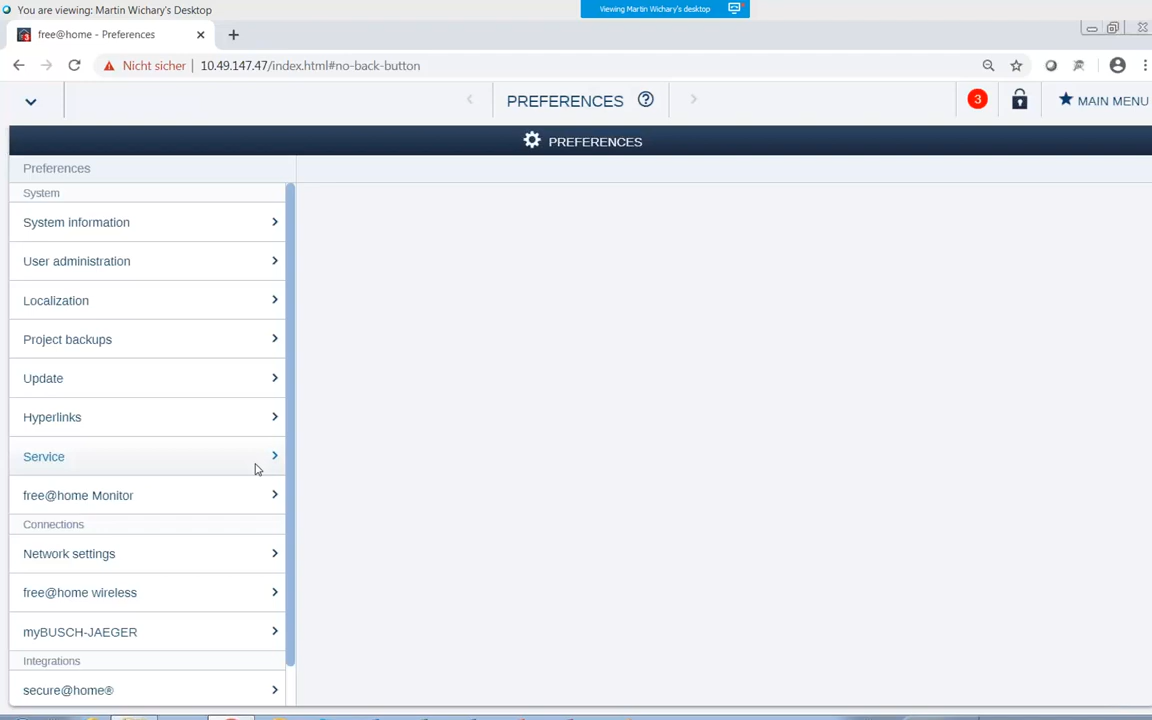 You are viewing: Martin Wichary's Desktop
Viewing Martin Wichary's desktop
free@home - Preferences
Nicht sicher
10.49.147.47/index.html#no-back-button
PREFERENCES
3
MAIN MENU
PREFERENCES
Preferences
System
System information
User administration
Localization
Project backups
Update
Hyperlinks
Service
free@home Monitor
Connections
Network settings
free@home wireless
myBUSCH-JAEGER
Integrations
secure@home®